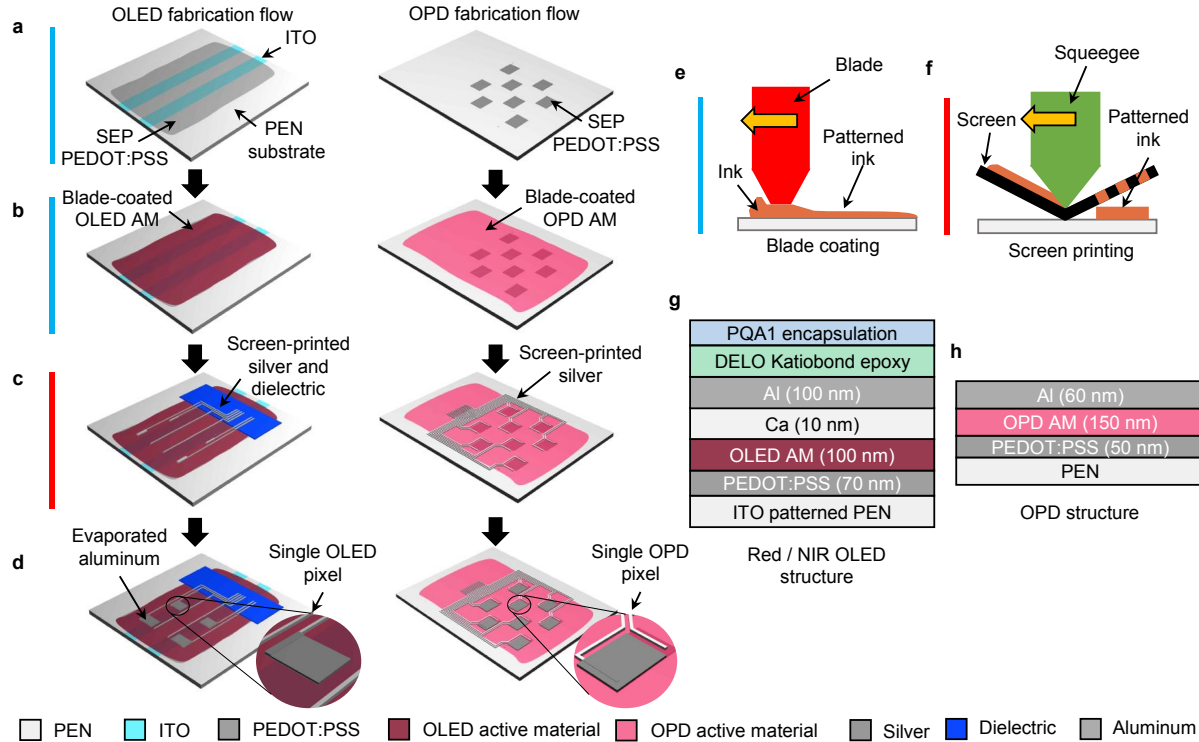 OLED fabrication flow
OPD fabrication flow
a
ITO
SEP
PEDOT:PSS
PEN
substrate
SEP
PEDOT:PSS
b
Blade-coated
OLED AM
Blade-coated
OPD AM
c
Screen-printed
silver and
dielectric
Screen-printed
silver
d
Evaporated
aluminum
Single OLED
pixel
Single OPD
pixel
e
Blade
Ink
Patterned
ink
Blade coating
f
Squeegee
Screen
Patterned
ink
Screen printing
g
PQA1 encapsulation
DELO Katiobond epoxy
Al (100 nm)
Ca (10 nm)
OLED AM (100 nm)
PEDOT:PSS (70 nm)
ITO patterned PEN
Red / NIR OLED
structure
h
Al (60 nm)
OPD AM (150 nm)
PEDOT:PSS (50 nm)
PEN
OPD structure
PEN
ITO
PEDOT:PSS
OLED active material
OPD active material
Silver
Dielectric
Aluminum